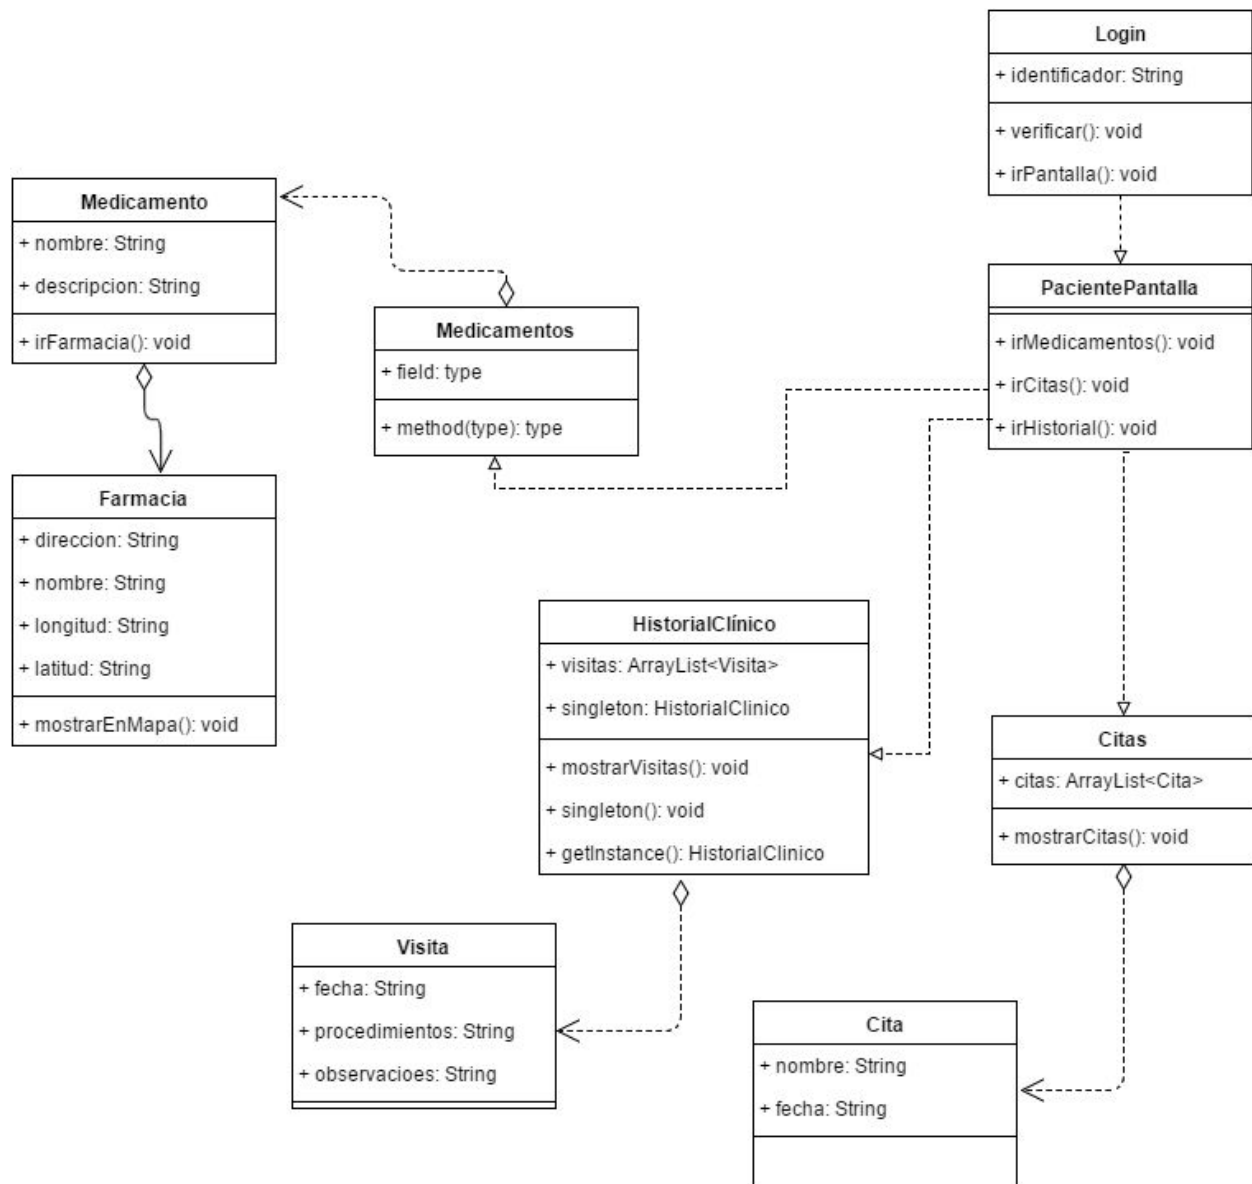 Login
+ identificador: String
+ verificar(): void
+ irPantalla(): void
Medicamento
+ nombre: String
+ descripcion: String
+ irFarmacia(): void
PacientePantalla
+ irMedicamentos(): void
+ irCitas(): void
+ irHistorial(): void
Medicamentos
+ field: type
+ method(type): type
Farmacia
+ direccion: String
+ nombre: String
+ longitud: String
+ latitud: String
+ mostrarEnMapa(): void
HistorialClínico
+ visitas: ArrayList<Visita>
+ singleton: HistorialClinico
+ mostrarVisitas(): void
+ singleton(): void
+ getInstance(): HistorialClinico
Citas
+ citas: ArrayList<Cita>
+ mostrarCitas(): void
Visita
+ fecha: String
+ procedimientos: String
+ observacioes: String
Cita
+ nombre: String
+ fecha: String